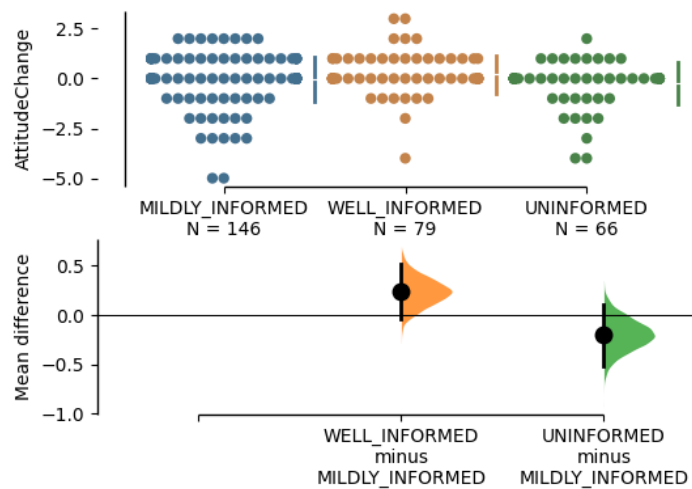 AttitudeChange
2.5
0.0
−2.5
−5.0
MILDLY_INFORMED
N = 146
WELL_INFORMED
N = 79
UNINFORMED
N = 66
Mean difference
0.5
0.0
−0.5
−1.0
WELL_INFORMED
minus
MILDLY_INFORMED
UNINFORMED
minus
MILDLY_INFORMED